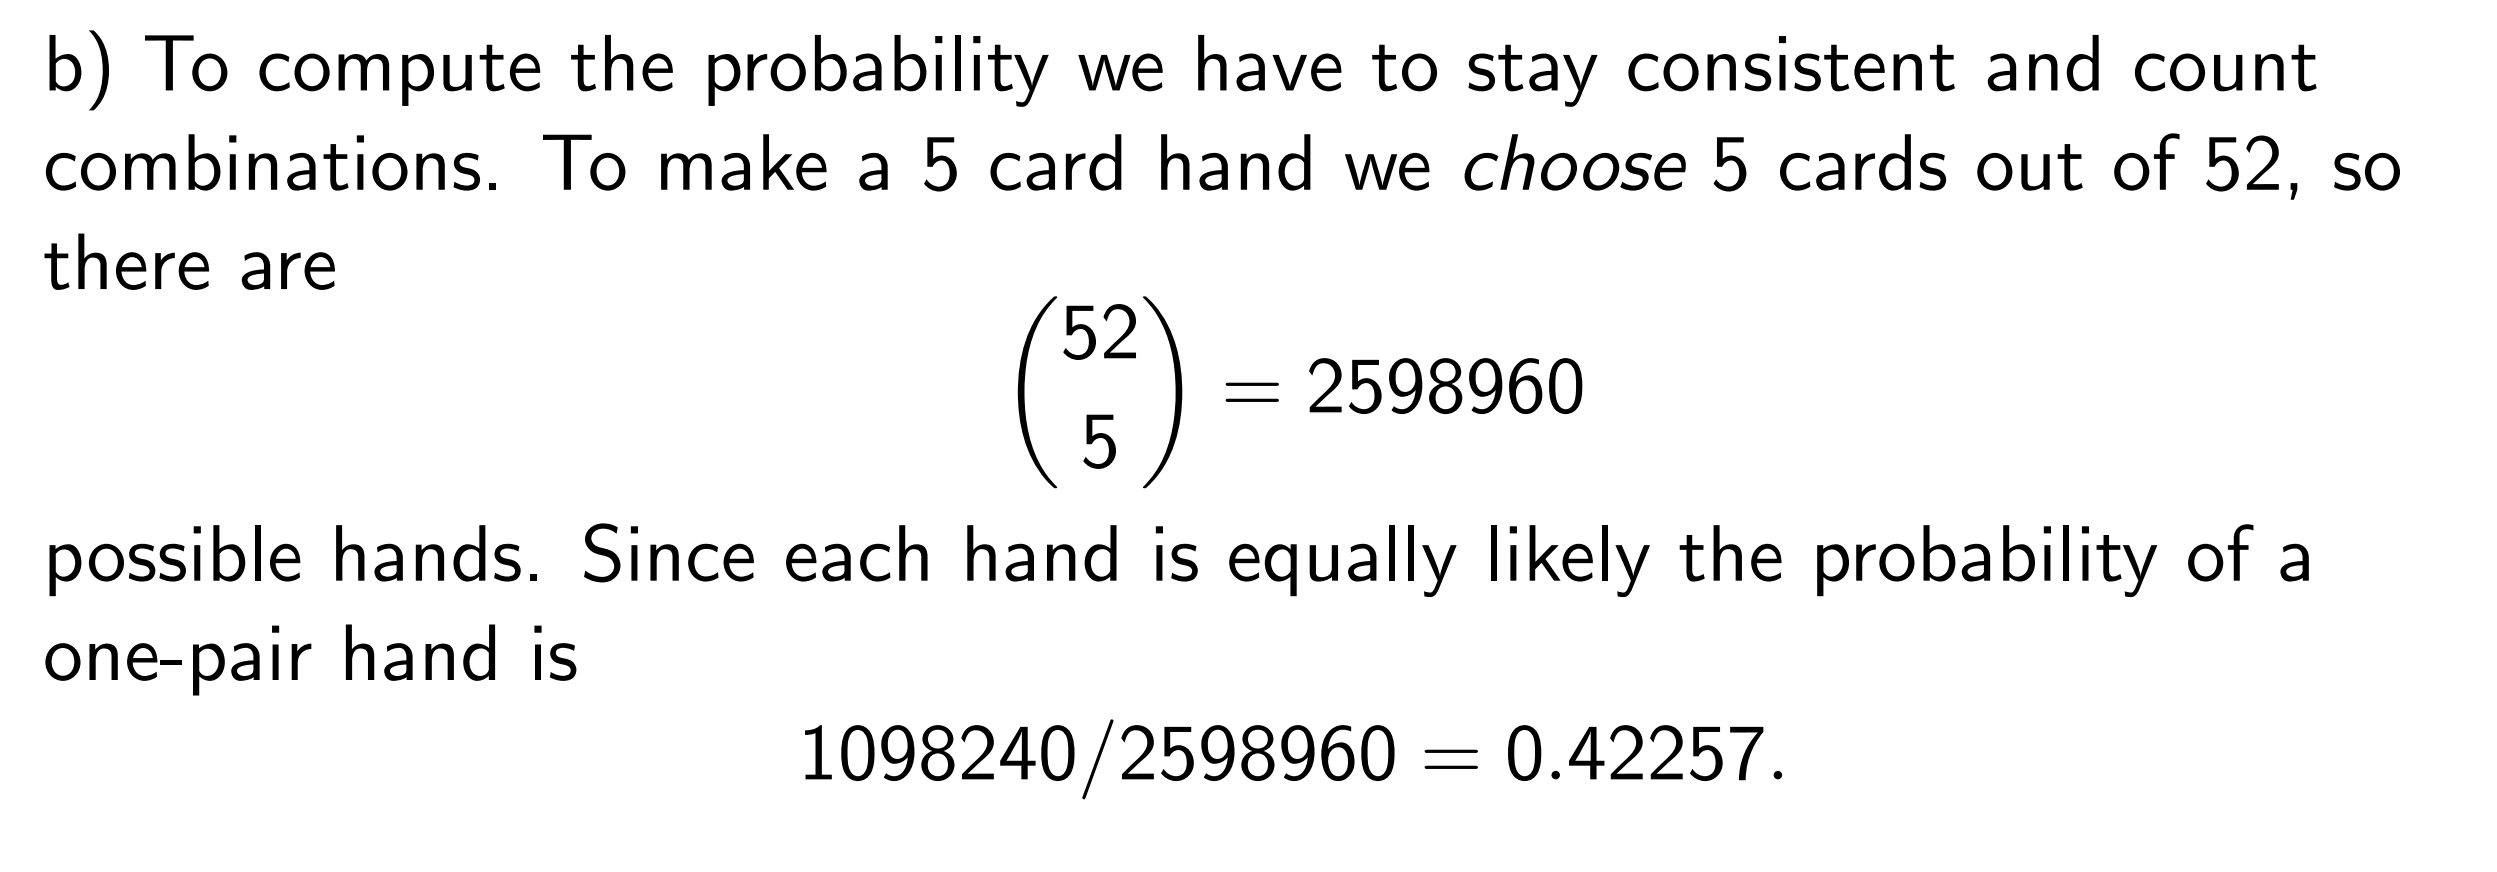 b) To compute the probability we have to stay consistent and count
combinations. To make a 5 card hand we choose 5 cards out of 52, so
there are
(52
5) = 2598960
possible hands. Since each hand is equally likely the probability of a
one-pair hand is
1098240/2598960 = 0.422257.